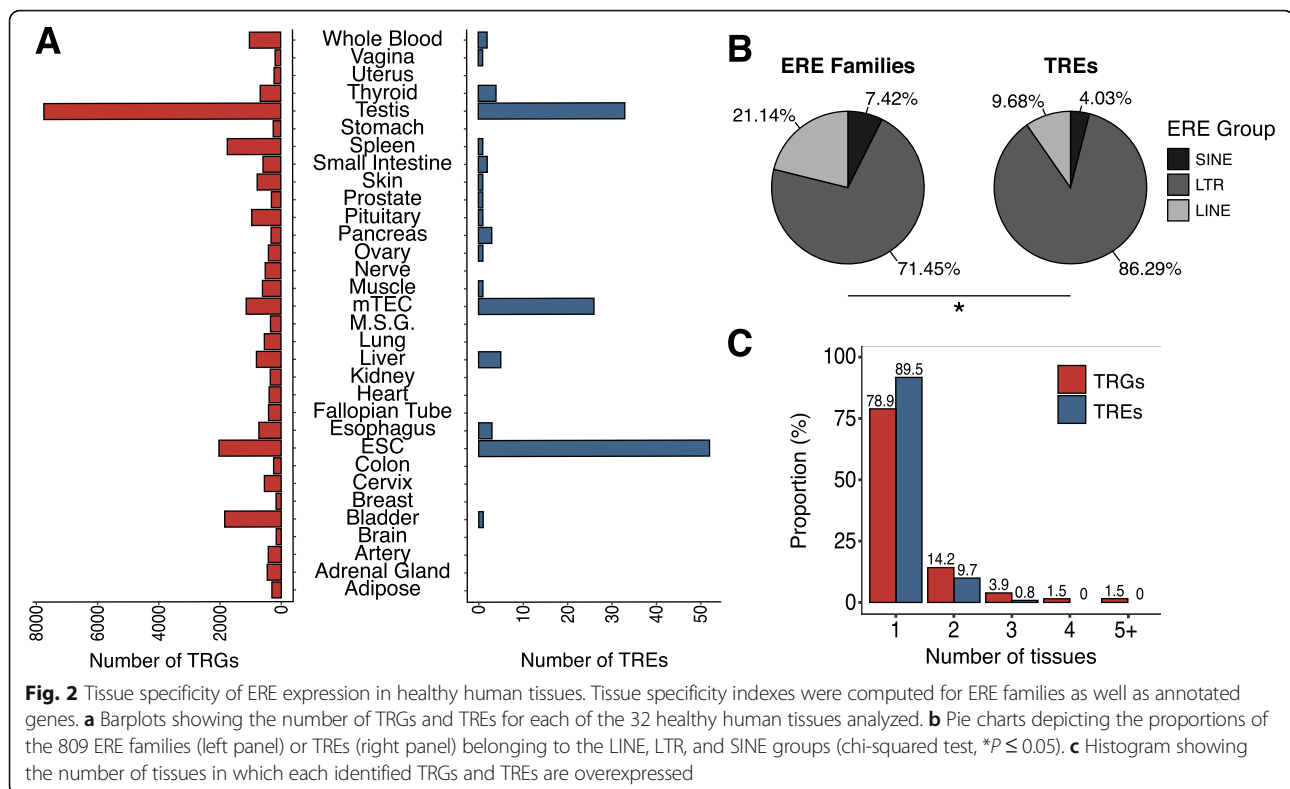 A
Whole Blood
Vagina
Uterus
Thyroid
Testis
Stomach
Spleen
Small Intestine
Skin
Prostate
Pituitary
Pancreas
Ovary
Nerve
Muscle
mTEC
M.S.G.
Lung
Liver
Kidney
Heart
Fallopian Tube
Esophagus
ESC
Colon
Cervix
Breast
Bladder
Brain
Artery
Adrenal Gland
Adipose
8000
6000
4000
2000
0
Number of TRGs
0
10
20
30
40
50
Number of TREs
B
ERE Families
TREs
21.14%
7.42%
71.45%
9.68%
4.03%
86.29%
ERE Group
SINE
LTR
LINE
*
C
Proportion (%)
100
75
50
25
0
78.9
89.5
14.2
9.7
3.9
0.8
1.5
0
1.5
0
TRGs
TREs
1
2
3
4
5+
Number of tissues
Fig. 2 Tissue specificity of ERE expression in healthy human tissues. Tissue specificity indexes were computed for ERE families as well as annotated
genes. a Barplots showing the number of TRGs and TREs for each of the 32 healthy human tissues analyzed. b Pie charts depicting the proportions of
the 809 ERE families (left panel) or TREs (right panel) belonging to the LINE, LTR, and SINE groups (chi-squared test, *P ≤ 0.05). c Histogram showing
the number of tissues in which each identified TRGs and TREs are overexpressed